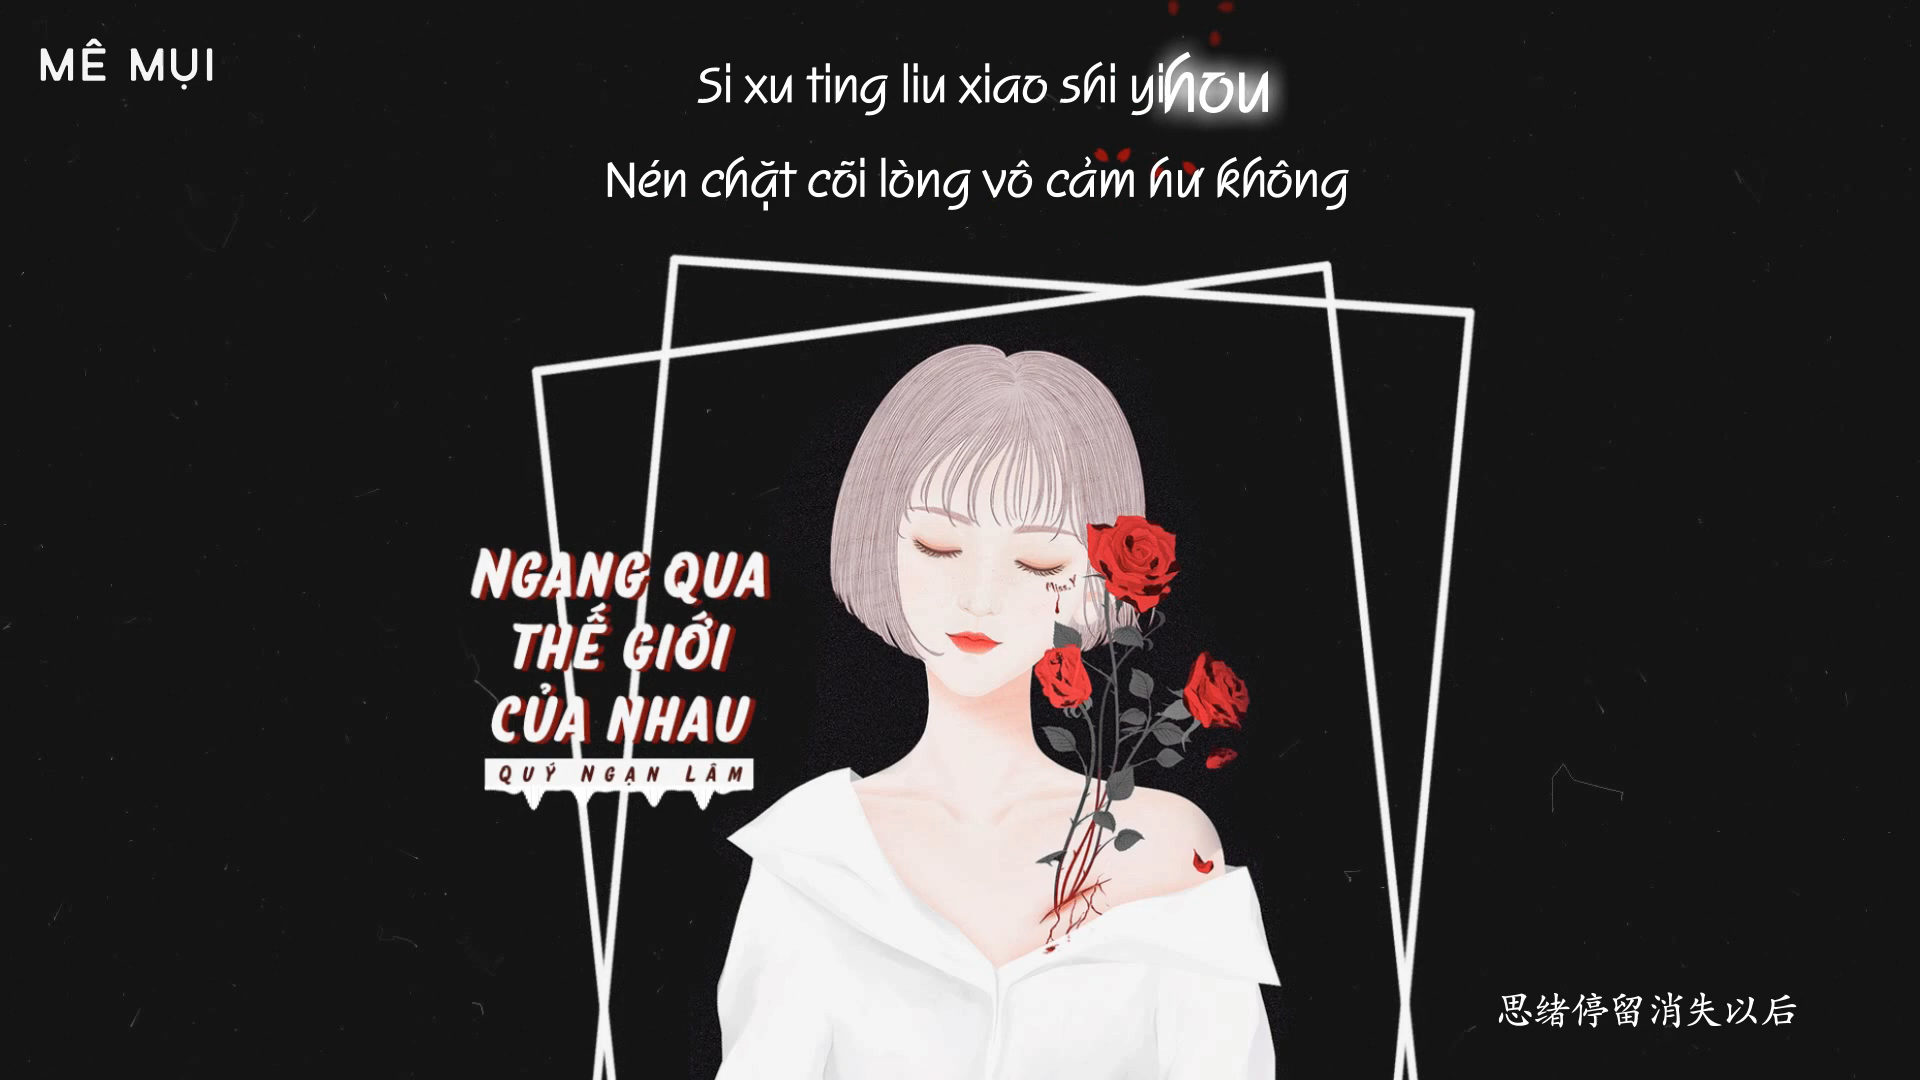 MÊ MỤI
Si xu ting liu xiao shi yihou
Nén chặt cõi lòng vô cảm hư không
NGANG QUA
THẾ GIỚI
CỦA NHAU
QUÝ NGẠN LÂM
Miss.Y
思绪停留消失以后